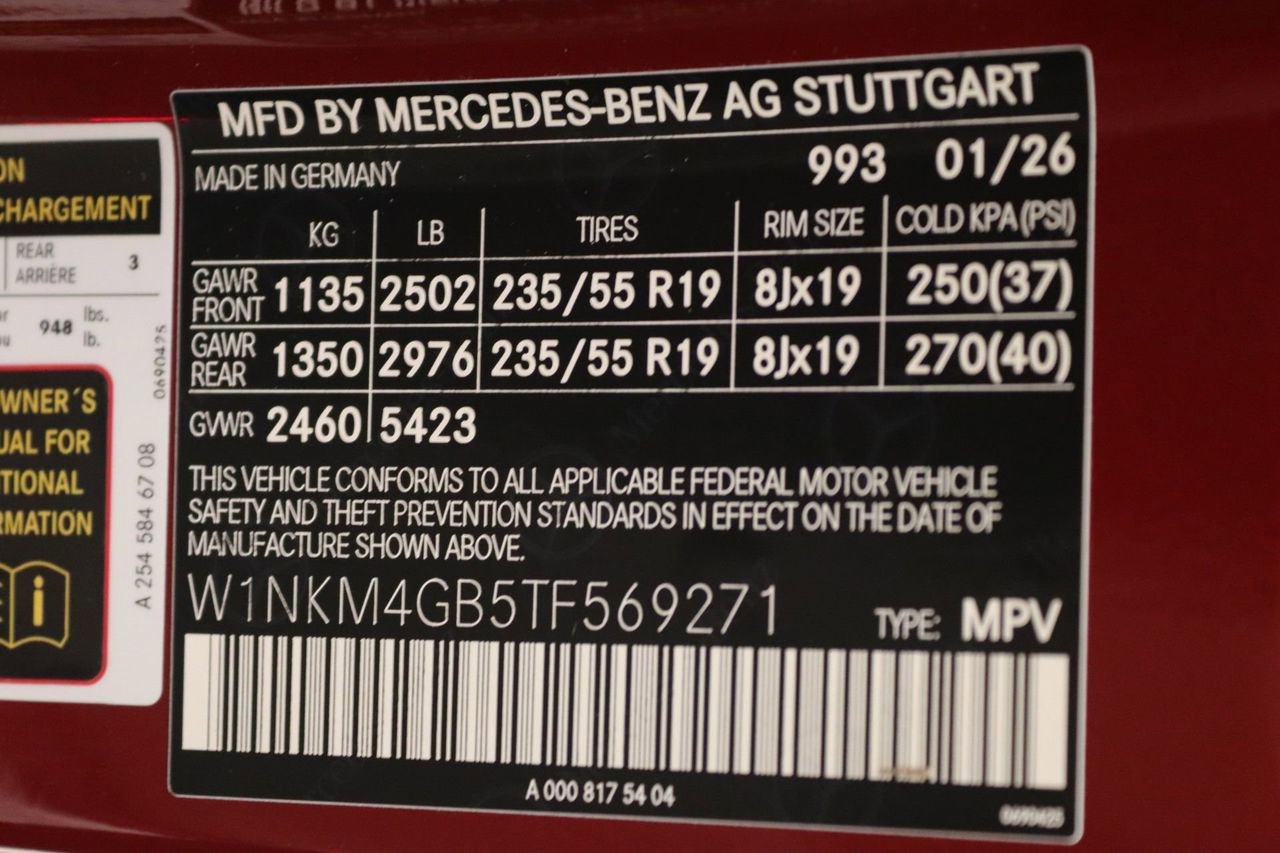 ON
CHARGEMENT
REAR
ARRIÈRE 3
948 lbs.
lb.
0690425
WNER´S
UAL FOR
TIONAL
RMATION
A 254 584 67 08
MFD BY MERCEDES-BENZ AG STUTTGART
MADE IN GERMANY 993 01/26
KG LB TIRES RIM SIZE COLD KPA (PSI)
GAWR FRONT 1135 2502 235/55 R19 8Jx19 250(37)
GAWR REAR 1350 2976 235/55 R19 8Jx19 270(40)
GVWR 2460 5423
THIS VEHICLE CONFORMS TO ALL APPLICABLE FEDERAL MOTOR VEHICLE
SAFETY AND THEFT PREVENTION STANDARDS IN EFFECT ON THE DATE OF
MANUFACTURE SHOWN ABOVE.
W1NKM4GB5TF569271 TYPE: MPV
A 000 817 54 04
0690425